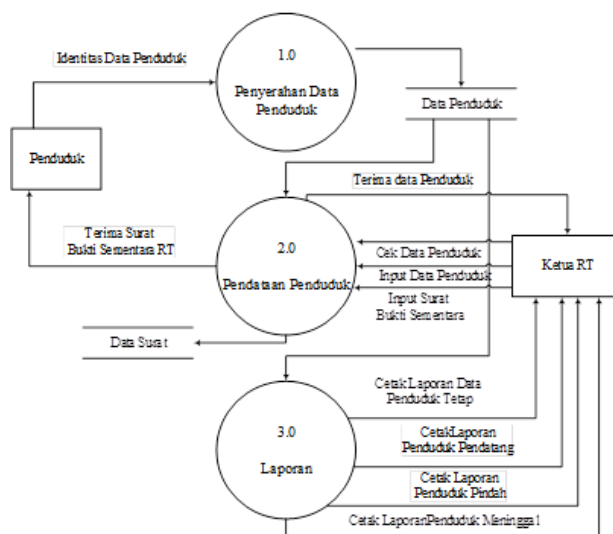 1.0
Penyerahan Data
Penduduk
Identitas Data Penduduk
Data Penduduk
Penduduk
Terima data Penduduk
Terima Surat
Bukti Sementara RT
2.0
Pendataan Penduduk
Cek Data Penduduk
Input Data Penduduk
Input Surat
Bukti Sementara
Ketua RT
Data Surat
3.0
Laporan
Cetak Laporan Data
Penduduk Tetap
CetakLaporan
Penduduk Pendatang
Cetak Laporan
Penduduk Pindah
Cetak LaporanPenduduk Meninggal